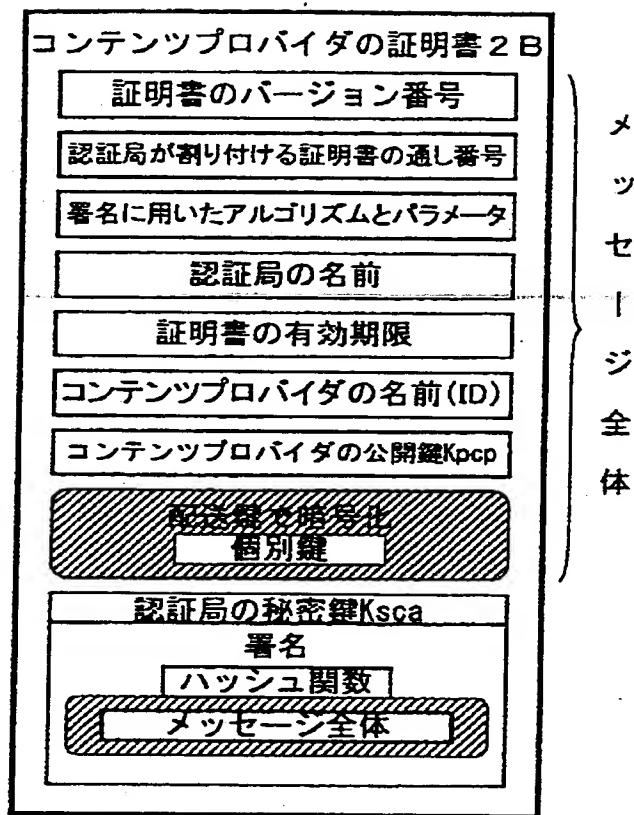 コンテンツプロバイダの証明書2B
証明書のバージョン番号
認証局が割り付ける証明書の通し番号
署名に用いたアルゴリズムとパラメータ
認証局の名前
証明書の有効期限
コンテンツプロバイダの名前(ID)
コンテンツプロバイダの公開鍵Kpcp
配送鍵で暗号化
個別鍵
認証局の秘密鍵Ksca
署名
ハッシュ関数
メッセージ全体
メッセージ全体